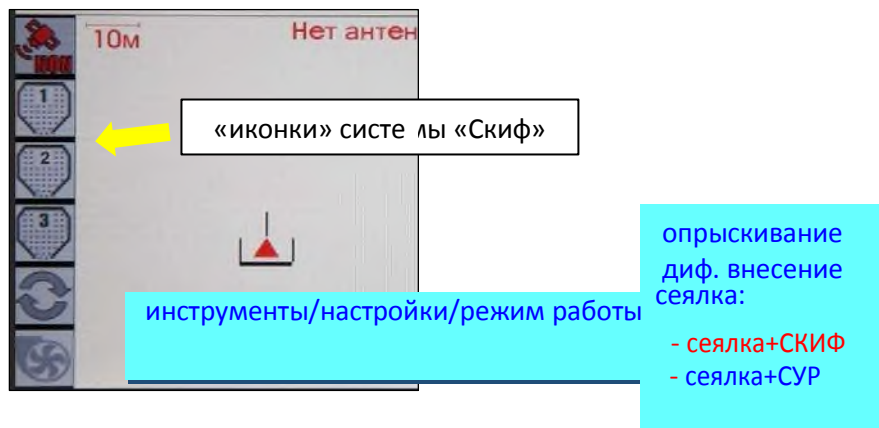 10м
Нет антен
1
«иконки» систе мы «Скиф»
2
3
опрыскивание
диф. внесение
сеялка:
инструменты/настройки/режим работы
- сеялка+СКИФ
- сеялка+СУР